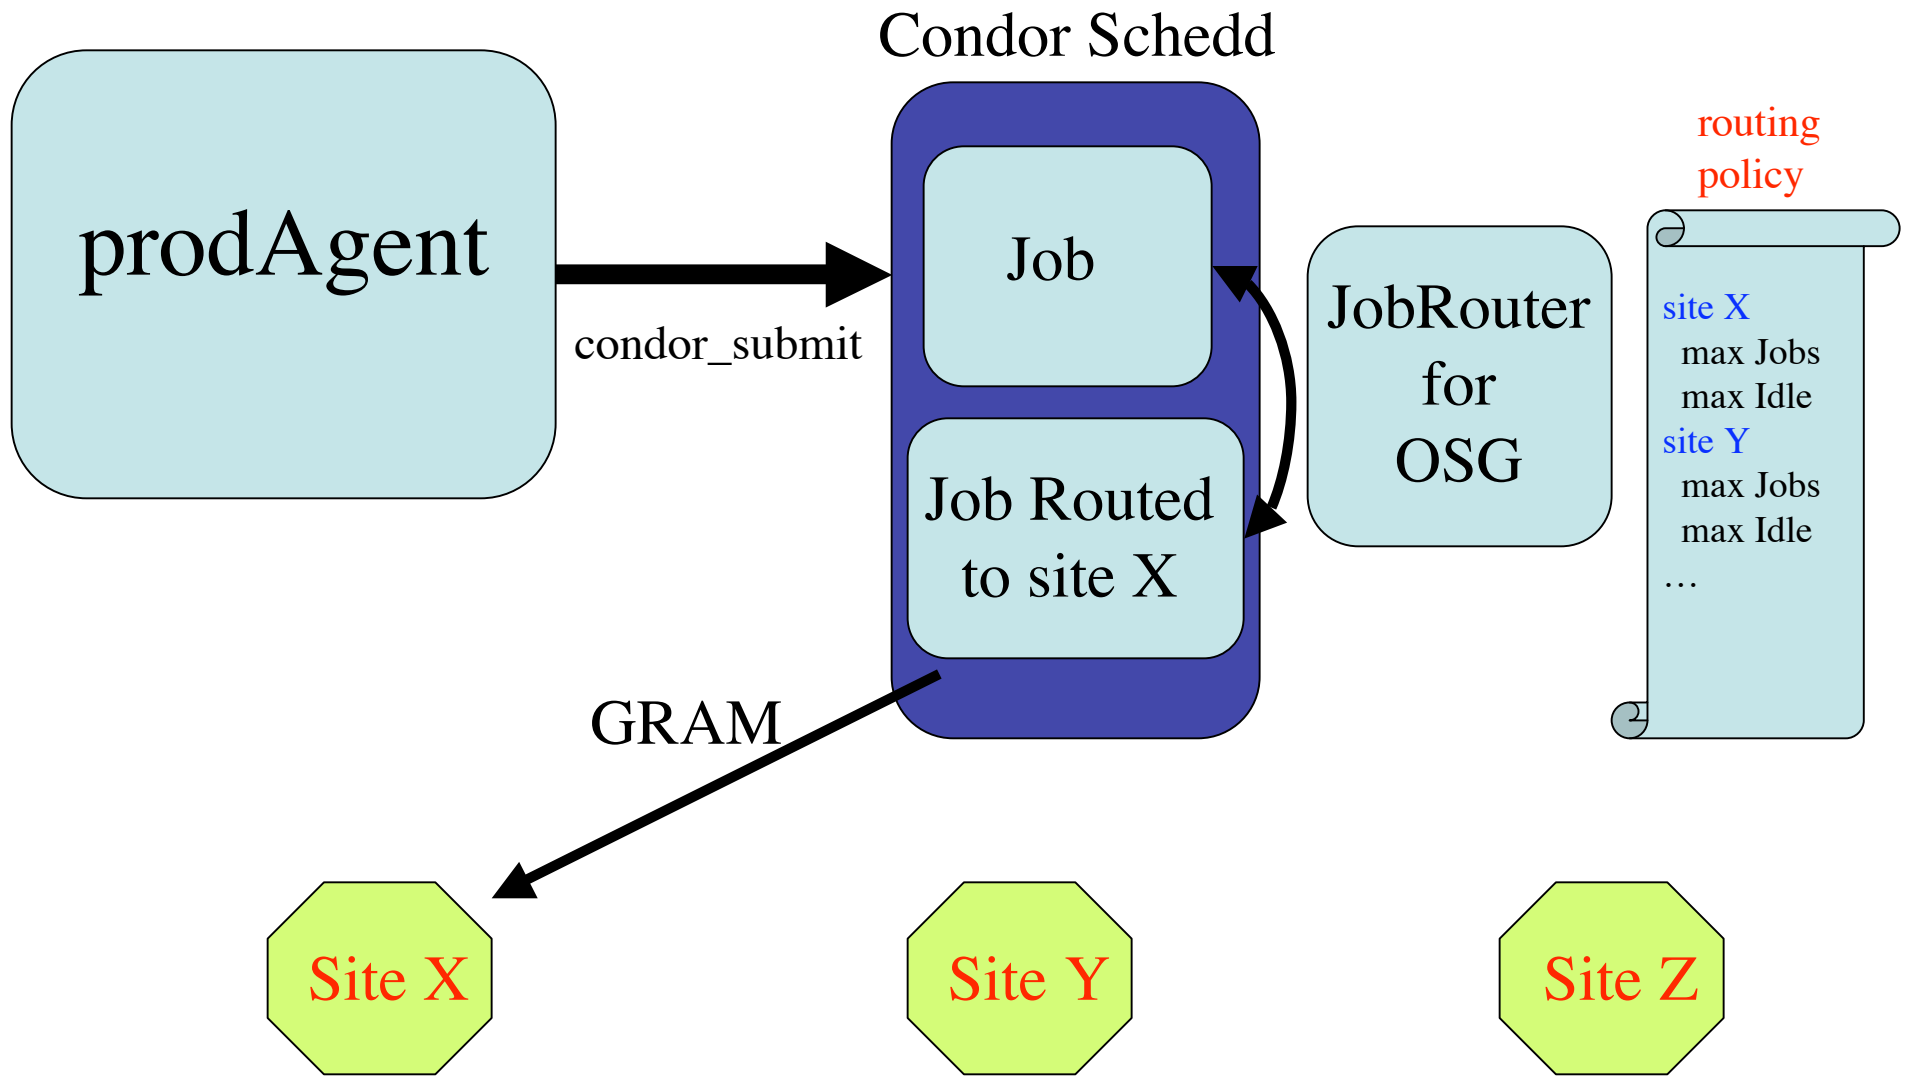 Condor Schedd
prodAgent
condor_submit
Job
Job Routed
to site X
JobRouter
for
OSG
routing
policy
site X
max Jobs
max Idle
site Y
max Jobs
max Idle
…
GRAM
Site X
Site Y
Site Z